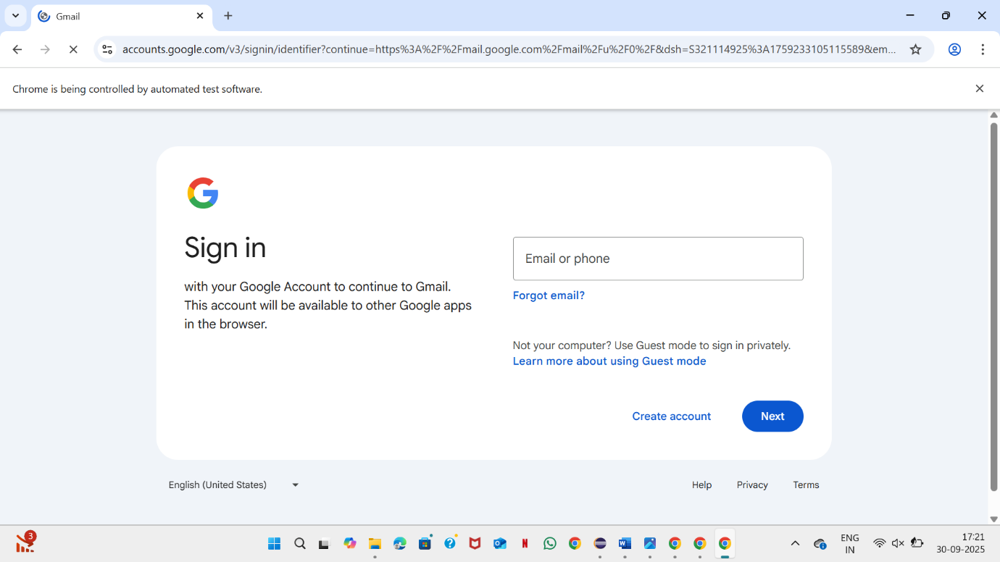 Gmail
accounts.google.com/v3/signin/identifier?continue=https%3A%2F%2Fmail.google.com%2Fmail%2Fu%2F0%2F&dsh=S321114925%3A1759233105115589&em...
Chrome is being controlled by automated test software.
Sign in
with your Google Account to continue to Gmail.
This account will be available to other Google apps
in the browser.
Email or phone
Forgot email?
Not your computer? Use Guest mode to sign in privately.
Learn more about using Guest mode
Create account
Next
English (United States)
Help
Privacy
Terms
3
ENG
IN
17:21
30-09-2025